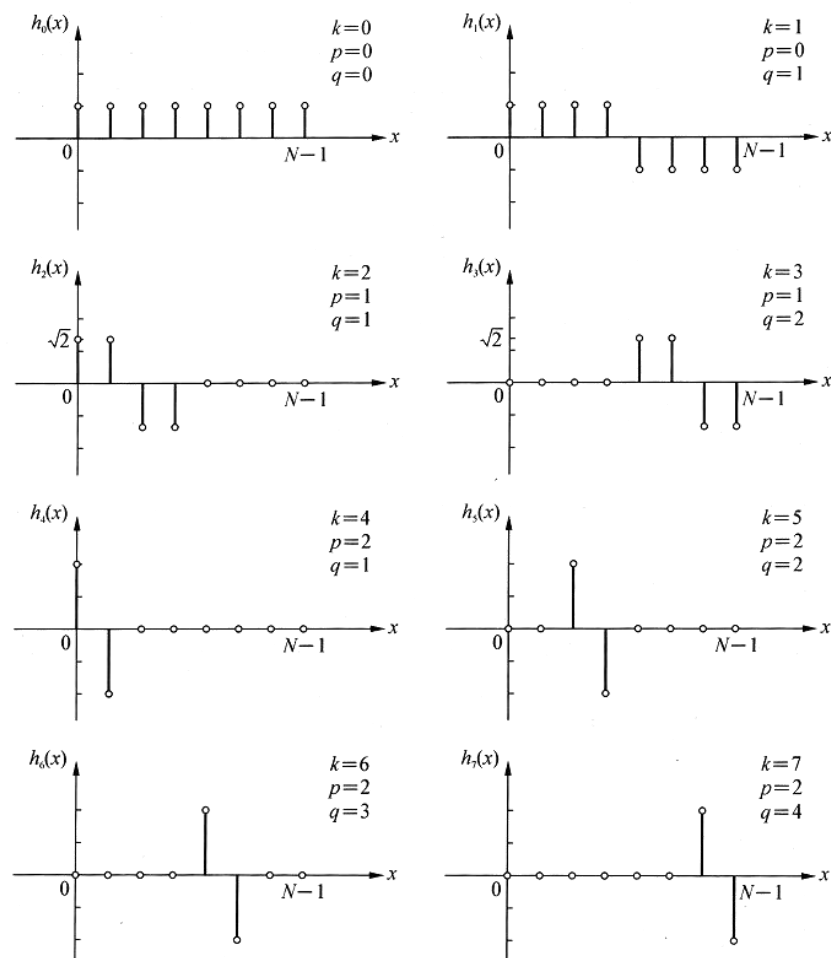 h₀(x)
k=0
p=0
q=0
0
N−1
x
h₁(x)
k=1
p=0
q=1
0
N−1
x
h₂(x)
k=2
p=1
q=1
√2
0
N−1
x
h₃(x)
k=3
p=1
q=2
√2
0
N−1
x
h₄(x)
k=4
p=2
q=1
0
N−1
x
h₅(x)
k=5
p=2
q=2
0
N−1
x
h₆(x)
k=6
p=2
q=3
0
N−1
x
h₇(x)
k=7
p=2
q=4
0
N−1
x